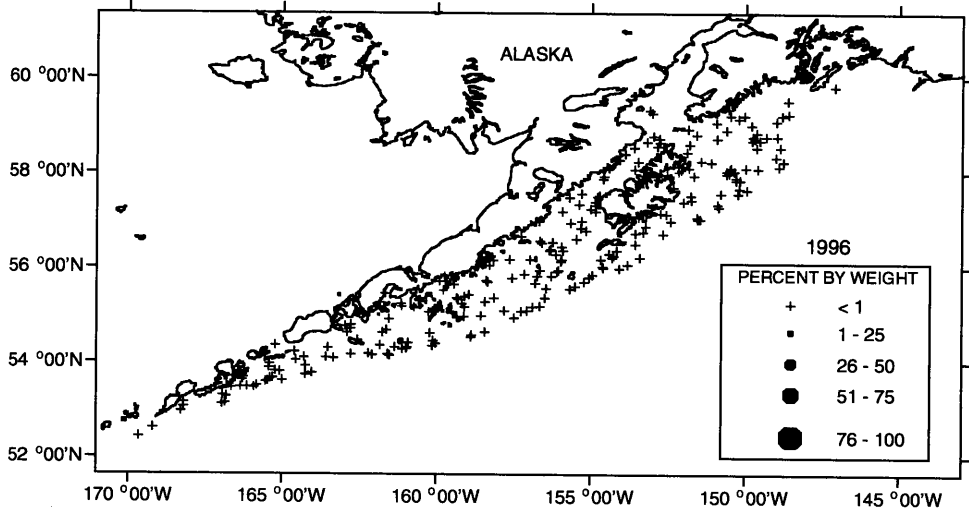 ALASKA
60 °00'N
58 °00'N
56 °00'N
54 °00'N
52 °00'N
1996
PERCENT BY WEIGHT
< 1
1 - 25
26 - 50
51 - 75
76 - 100
170 °00'W
165 °00'W
160 °00'W
155 °00'W
150 °00'W
145 °00'W